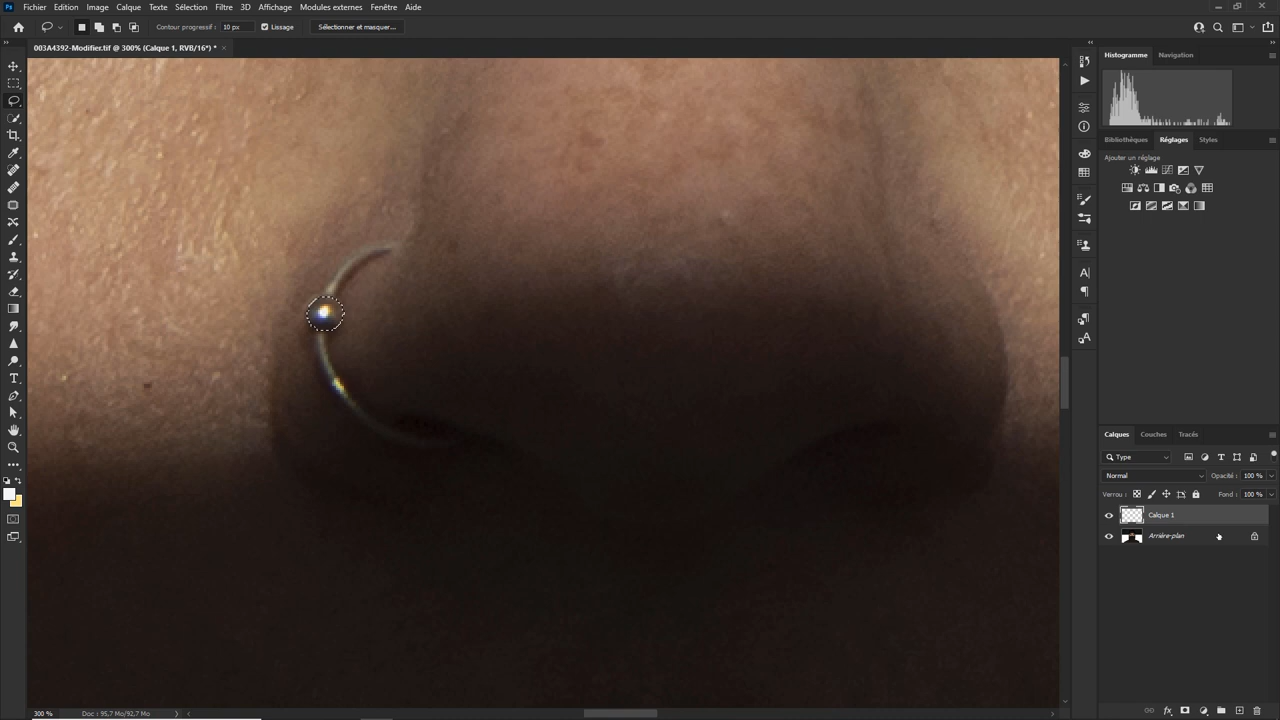 Ps Fichier Edition Image Calque Texte Sélection Filtre 3D Affichage Modules externes Fenêtre Aide
Contour progressif : 10 px Lissage Sélectionner et masquer...
003A4392-Modifier.tif @ 300% (Calque 1, RVB/16*) *
Histogramme Navigation
Bibliothèques Réglages Styles
Ajouter un réglage
Calques Couches Tracés
Type
Normal Opacité : 100 %
Verrou : Fond : 100 %
Calque 1
Arrière-plan
300 % Doc : 95,7 Mo/92,7 Mo